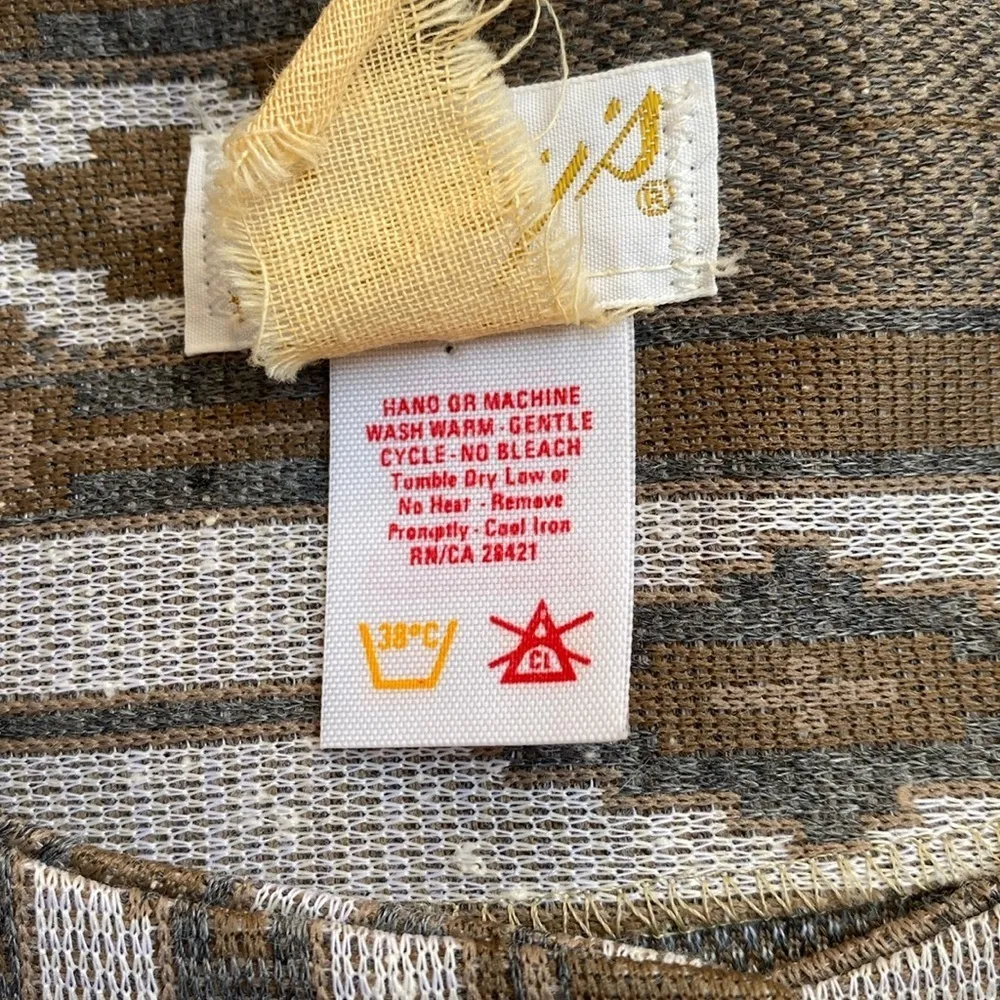 y's ®
HAND OR MACHINE
WASH WARM - GENTLE
CYCLE - NO BLEACH
Tumble Dry Low or
No Heat - Remove
Promptly - Cool Iron
RN/CA 28421
38°C
CL